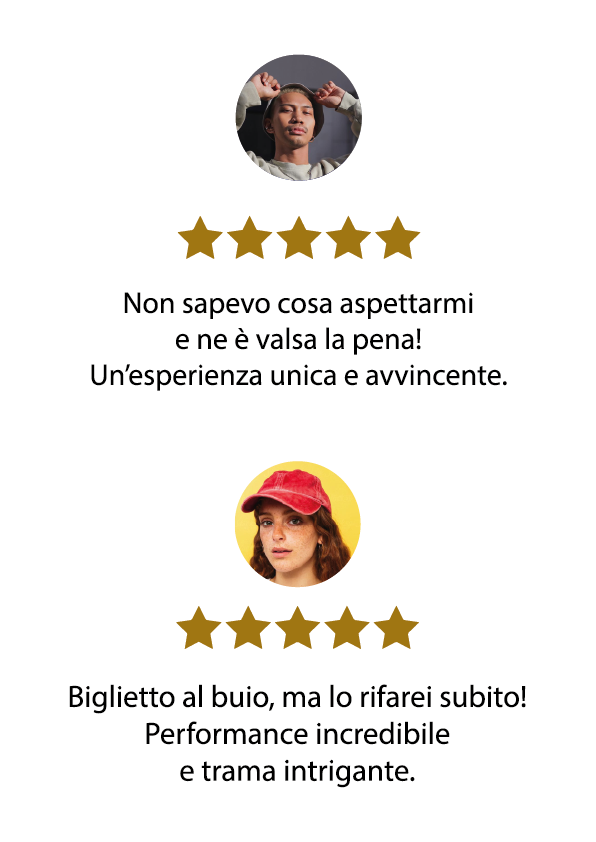 Non sapevo cosa aspettarmi
e ne è valsa la pena!
Un’esperienza unica e avvincente.
Biglietto al buio, ma lo rifarei subito!
Performance incredibile
e trama intrigante.